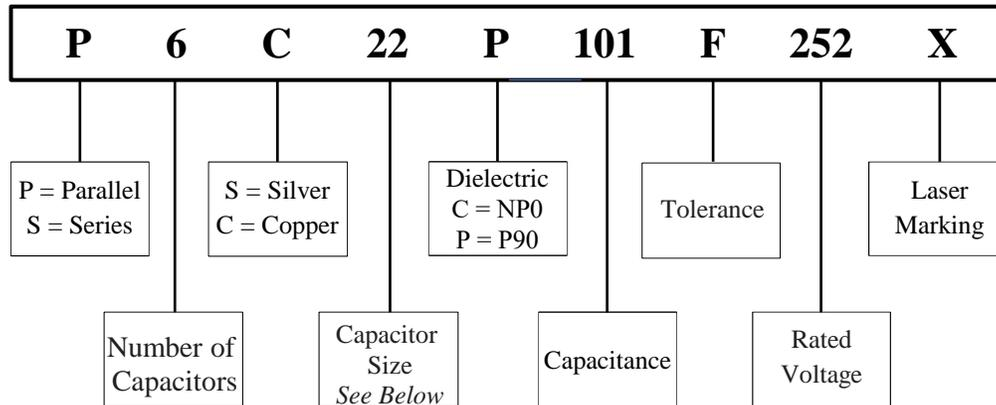 P 6 C 22 P 101 F 252 X
P = Parallel
S = Series
S = Silver
C = Copper
Dielectric
C = NP0
P = P90
Tolerance
Laser
Marking
Number of
Capacitors
Capacitor
Size
See Below
Capacitance
Rated
Voltage